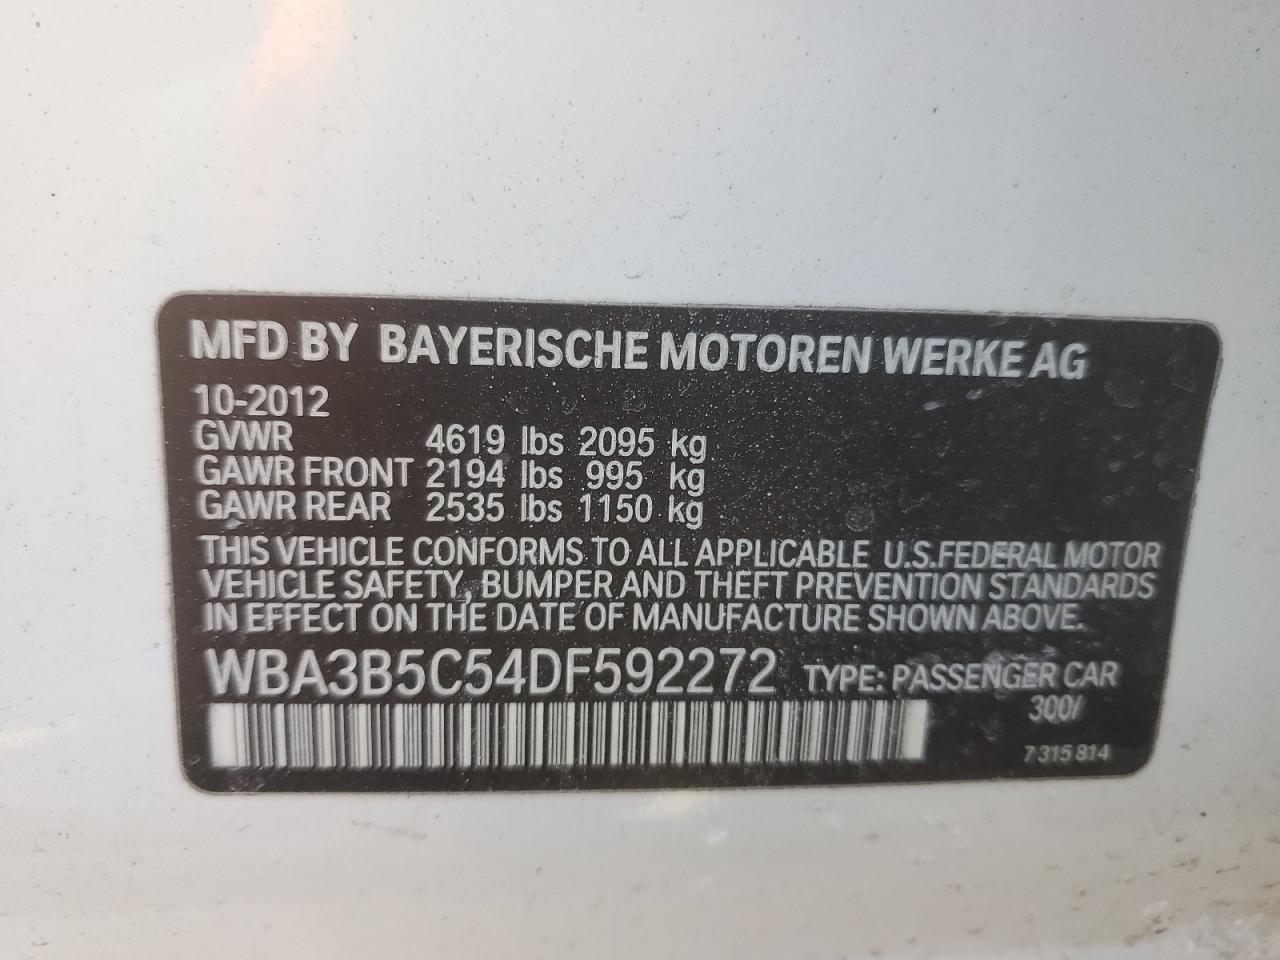 MFD BY BAYERISCHE MOTOREN WERKE AG
10-2012
GVWR 4619 lbs 2095 kg
GAWR FRONT 2194 lbs 995 kg
GAWR REAR 2535 lbs 1150 kg
THIS VEHICLE CONFORMS TO ALL APPLICABLE U.S.FEDERAL MOTOR
VEHICLE SAFETY, BUMPER AND THEFT PREVENTION STANDARDS
IN EFFECT ON THE DATE OF MANUFACTURE SHOWN ABOVE.
WBA3B5C54DF592272 TYPE: PASSENGER CAR
300/
7 315 814